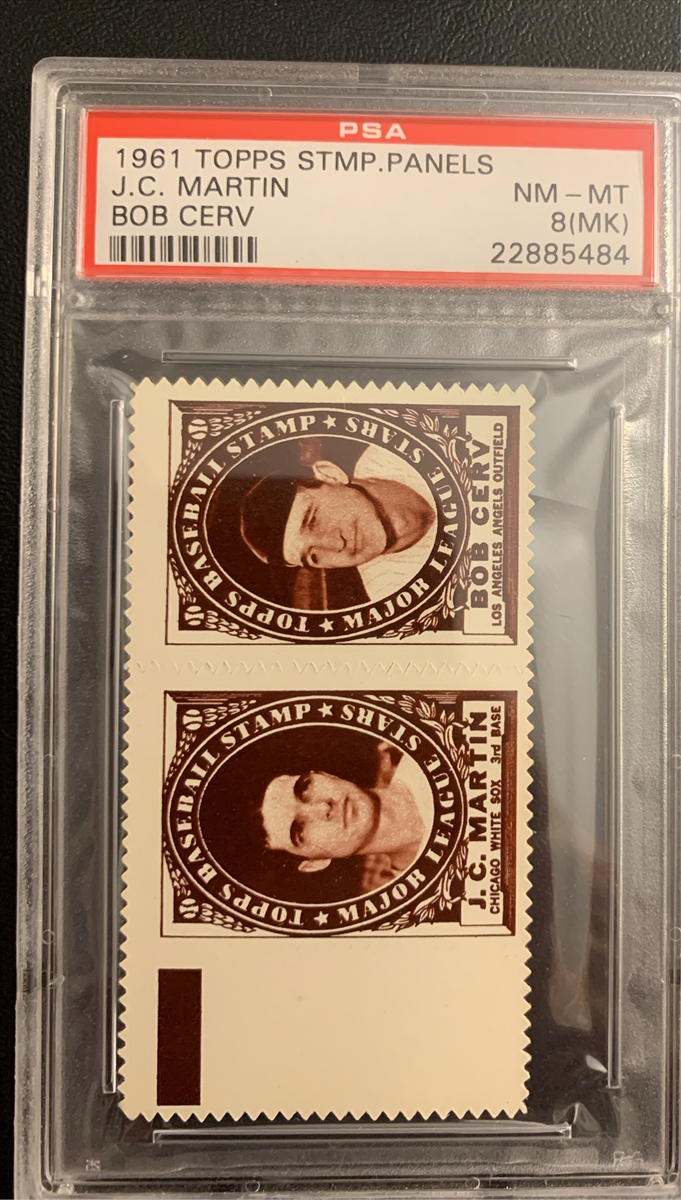 PSA
1961 TOPPS STMP.PANELS
J.C. MARTIN
NM - MT
BOB CERV
8(MK)
22885484
TOPPS BASEBALL STAMP ★ MAJOR LEAGUE STARS ★
BOB CERV
LOS ANGELES ANGELS OUTFIELD
TOPPS BASEBALL STAMP ★ MAJOR LEAGUE STARS ★
J. C. MARTIN
CHICAGO WHITE SOX 3rd BASE